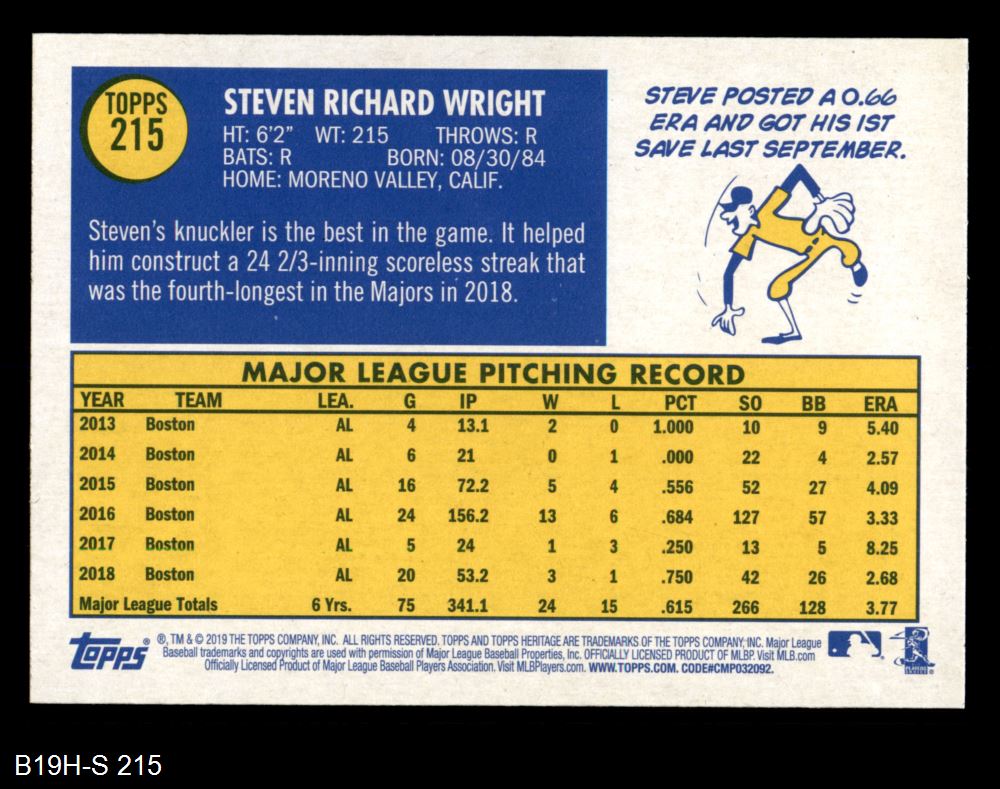 TOPPS
215
STEVEN RICHARD WRIGHT
HT: 6'2" WT: 215 THROWS: R
BATS: R BORN: 08/30/84
HOME: MORENO VALLEY, CALIF.
Steven's knuckler is the best in the game. It helped
him construct a 24 2/3-inning scoreless streak that
was the fourth-longest in the Majors in 2018.
STEVE POSTED A 0.66
ERA AND GOT HIS 1ST
SAVE LAST SEPTEMBER.
MAJOR LEAGUE PITCHING RECORD
YEAR TEAM LEA. G IP W L PCT SO BB ERA
2013 Boston AL 4 13.1 2 0 1.000 10 9 5.40
2014 Boston AL 6 21 0 1 .000 22 4 2.57
2015 Boston AL 16 72.2 5 4 .556 52 27 4.09
2016 Boston AL 24 156.2 13 6 .684 127 57 3.33
2017 Boston AL 5 24 1 3 .250 13 5 8.25
2018 Boston AL 20 53.2 3 1 .750 42 26 2.68
Major League Totals 6 Yrs. 75 341.1 24 15 .615 266 128 3.77
topps ®
®, TM & © 2019 THE TOPPS COMPANY, INC. ALL RIGHTS RESERVED. TOPPS AND TOPPS HERITAGE ARE TRADEMARKS OF THE TOPPS COMPANY, INC. Major League
Baseball trademarks and copyrights are used with permission of Major League Baseball Properties, Inc. OFFICIALLY LICENSED PRODUCT OF MLBP. Visit MLB.com
Officially Licensed Product of Major League Baseball Players Association. Visit MLBPlayers.com. WWW.TOPPS.COM. CODE#CMP032092.
B19H-S 215